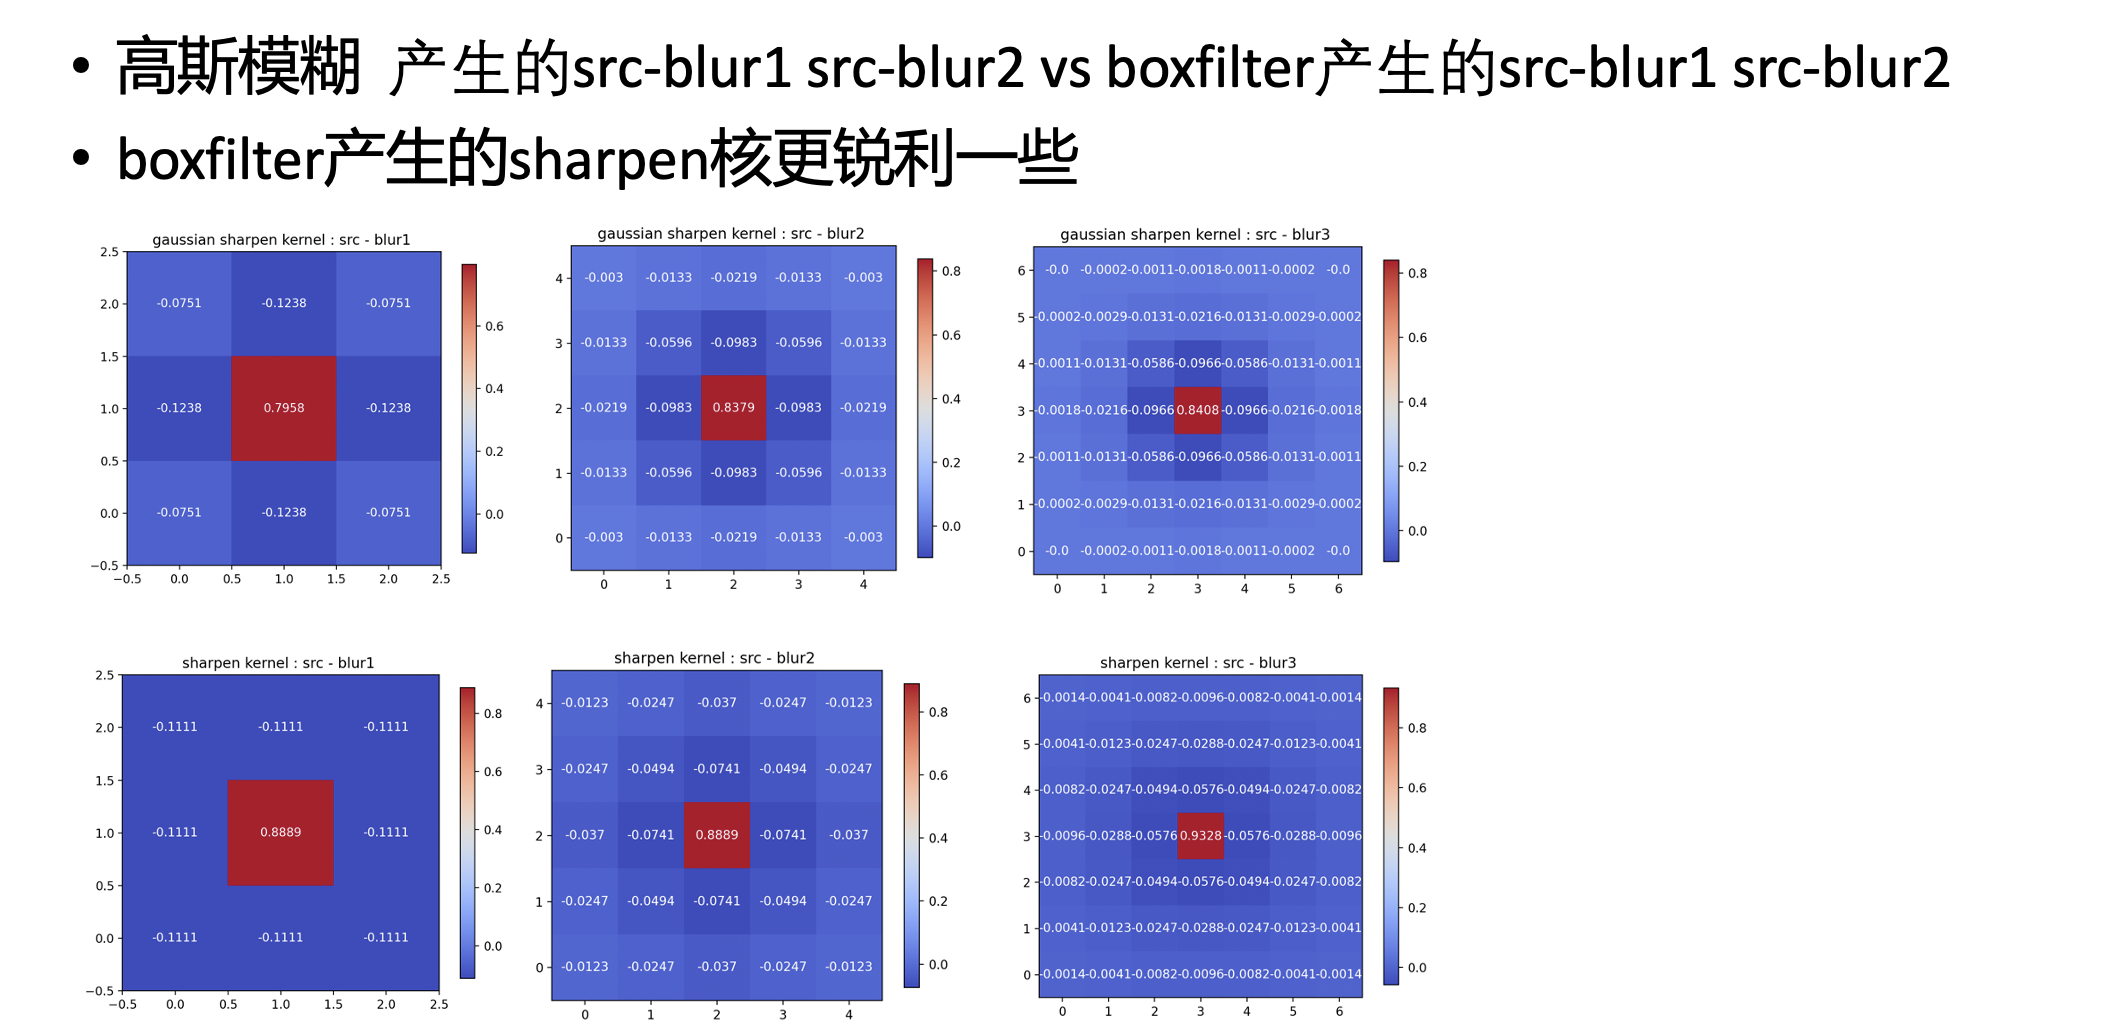 • 高斯模糊 产生的src-blur1 src-blur2 vs boxfilter产生的src-blur1 src-blur2
• boxfilter产生的sharpen核更锐利一些
gaussian sharpen kernel : src - blur1
2.5
2.0 -0.0751 -0.1238 -0.0751
1.5
1.0 -0.1238 0.7958 -0.1238
0.5
0.0 -0.0751 -0.1238 -0.0751
−0.5
−0.5 0.0 0.5 1.0 1.5 2.0 2.5
0.6
0.4
0.2
0.0
gaussian sharpen kernel : src - blur2
4 -0.003 -0.0133 -0.0219 -0.0133 -0.003
3 -0.0133 -0.0596 -0.0983 -0.0596 -0.0133
2 -0.0219 -0.0983 0.8379 -0.0983 -0.0219
1 -0.0133 -0.0596 -0.0983 -0.0596 -0.0133
0 -0.003 -0.0133 -0.0219 -0.0133 -0.003
0 1 2 3 4
0.8
0.6
0.4
0.2
0.0
gaussian sharpen kernel : src - blur3
6 -0.0 -0.0002 -0.0011 -0.0018 -0.0011 -0.0002 -0.0
5 -0.0002 -0.0029 -0.0131 -0.0216 -0.0131 -0.0029 -0.0002
4 -0.0011 -0.0131 -0.0586 -0.0966 -0.0586 -0.0131 -0.0011
3 -0.0018 -0.0216 -0.0966 0.8408 -0.0966 -0.0216 -0.0018
2 -0.0011 -0.0131 -0.0586 -0.0966 -0.0586 -0.0131 -0.0011
1 -0.0002 -0.0029 -0.0131 -0.0216 -0.0131 -0.0029 -0.0002
0 -0.0 -0.0002 -0.0011 -0.0018 -0.0011 -0.0002 -0.0
0 1 2 3 4 5 6
0.8
0.6
0.4
0.2
0.0
sharpen kernel : src - blur1
2.5
2.0 -0.1111 -0.1111 -0.1111
1.5
1.0 -0.1111 0.8889 -0.1111
0.5
0.0 -0.1111 -0.1111 -0.1111
−0.5
−0.5 0.0 0.5 1.0 1.5 2.0 2.5
0.8
0.6
0.4
0.2
0.0
sharpen kernel : src - blur2
4 -0.0123 -0.0247 -0.037 -0.0247 -0.0123
3 -0.0247 -0.0494 -0.0741 -0.0494 -0.0247
2 -0.037 -0.0741 0.8889 -0.0741 -0.037
1 -0.0247 -0.0494 -0.0741 -0.0494 -0.0247
0 -0.0123 -0.0247 -0.037 -0.0247 -0.0123
0 1 2 3 4
0.8
0.6
0.4
0.2
0.0
sharpen kernel : src - blur3
6 -0.0014 -0.0041 -0.0082 -0.0096 -0.0082 -0.0041 -0.0014
5 -0.0041 -0.0123 -0.0247 -0.0288 -0.0247 -0.0123 -0.0041
4 -0.0082 -0.0247 -0.0494 -0.0576 -0.0494 -0.0247 -0.0082
3 -0.0096 -0.0288 -0.0576 0.9328 -0.0576 -0.0288 -0.0096
2 -0.0082 -0.0247 -0.0494 -0.0576 -0.0494 -0.0247 -0.0082
1 -0.0041 -0.0123 -0.0247 -0.0288 -0.0247 -0.0123 -0.0041
0 -0.0014 -0.0041 -0.0082 -0.0096 -0.0082 -0.0041 -0.0014
0 1 2 3 4 5 6
0.8
0.6
0.4
0.2
0.0